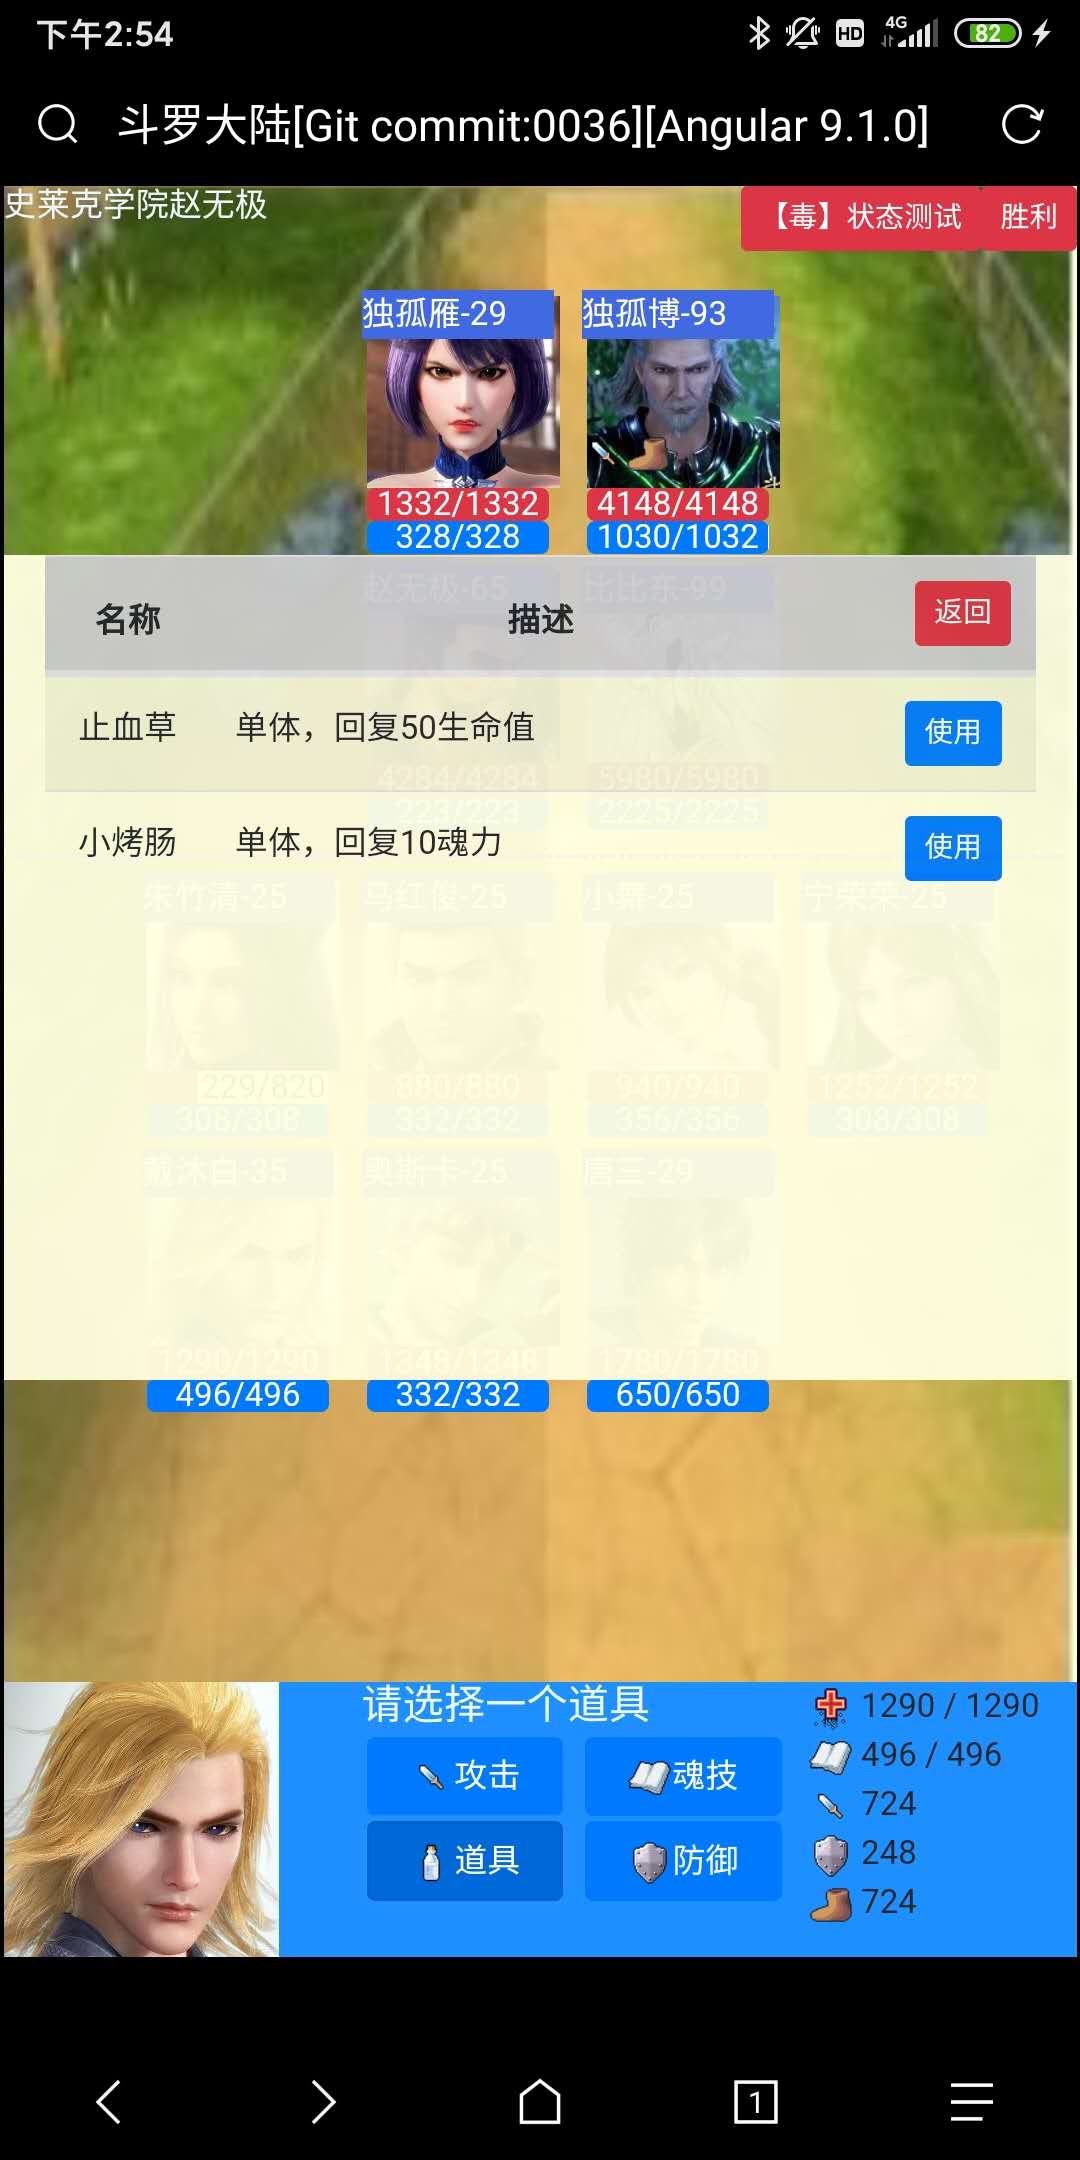 下午2:54
HD 4G 82
斗罗大陆[Git commit:0036][Angular 9.1.0]
史莱克学院赵无极
【毒】状态测试 胜利
独孤雁-29 独孤博-93
1332/1332 4148/4148
328/328 1030/1032
赵无极-65 比比东-99
名称 描述 返回
止血草 单体，回复50生命值 使用
4284/4284 5980/5980
223/223 2225/2225
小烤肠 单体，回复10魂力 使用
朱竹清-25 马红俊-25 小舞-25 宁荣荣-25
229/820 880/880 940/940 1252/1252
308/308 332/332 356/356 308/308
戴沐白-35 奥斯卡-25 唐三-29
1290/1290 1348/1348 1780/1780
496/496 332/332 650/650
请选择一个道具
攻击 魂技
道具 防御
1290 / 1290
496 / 496
724
248
724
1